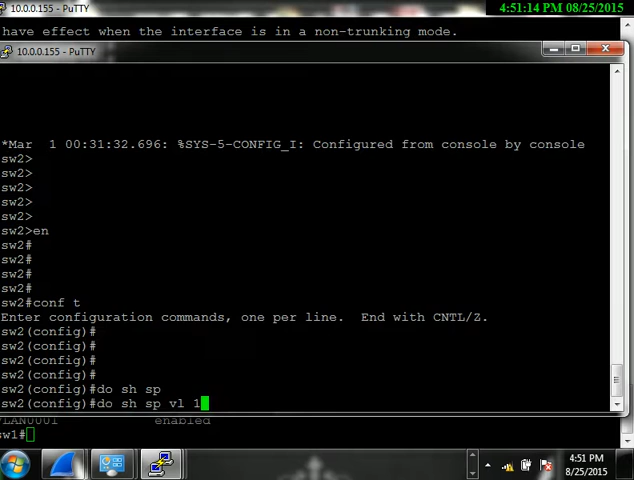 10.0.0.155 - PuTTY
4:51:14 PM 08/25/2015
have effect when the interface is in a non-trunking mode.
10.0.0.155 - PuTTY
*Mar  1 00:31:32.696: %SYS-5-CONFIG_I: Configured from console by console
sw2>
sw2>
sw2>
sw2>
sw2>
sw2>en
sw2#
sw2#
sw2#
sw2#
sw2#conf t
Enter configuration commands, one per line.  End with CNTL/Z.
sw2(config)#
sw2(config)#
sw2(config)#
sw2(config)#
sw2(config)#do sh sp
sw2(config)#do sh sp vl 1
VLAN0001            enabled
sw1#
4:51 PM
8/25/2015